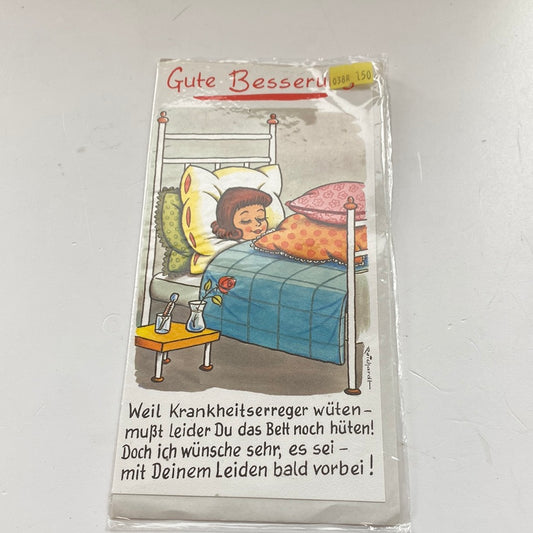 Gute Besserung
038A 1.50
Weil Krankheitserreger wüten –
mußt leider Du das Bett noch hüten!
Doch ich wünsche sehr, es sei –
mit Deinem Leiden bald vorbei!